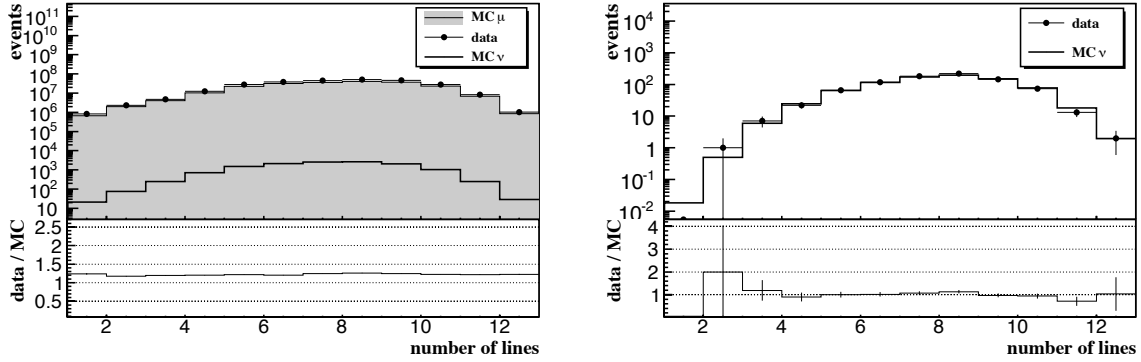 events
10¹¹
10¹⁰
10⁹
10⁸
10⁷
10⁶
10⁵
10⁴
10³
10²
10
MC μ
data
MC ν
data / MC
2.5
2
1.5
1
0.5
2 4 6 8 10 12
number of lines
events
10⁴
10³
10²
10
1
10⁻¹
10⁻²
data
MC ν
data / MC
4
3
2
1
2 4 6 8 10 12
number of lines